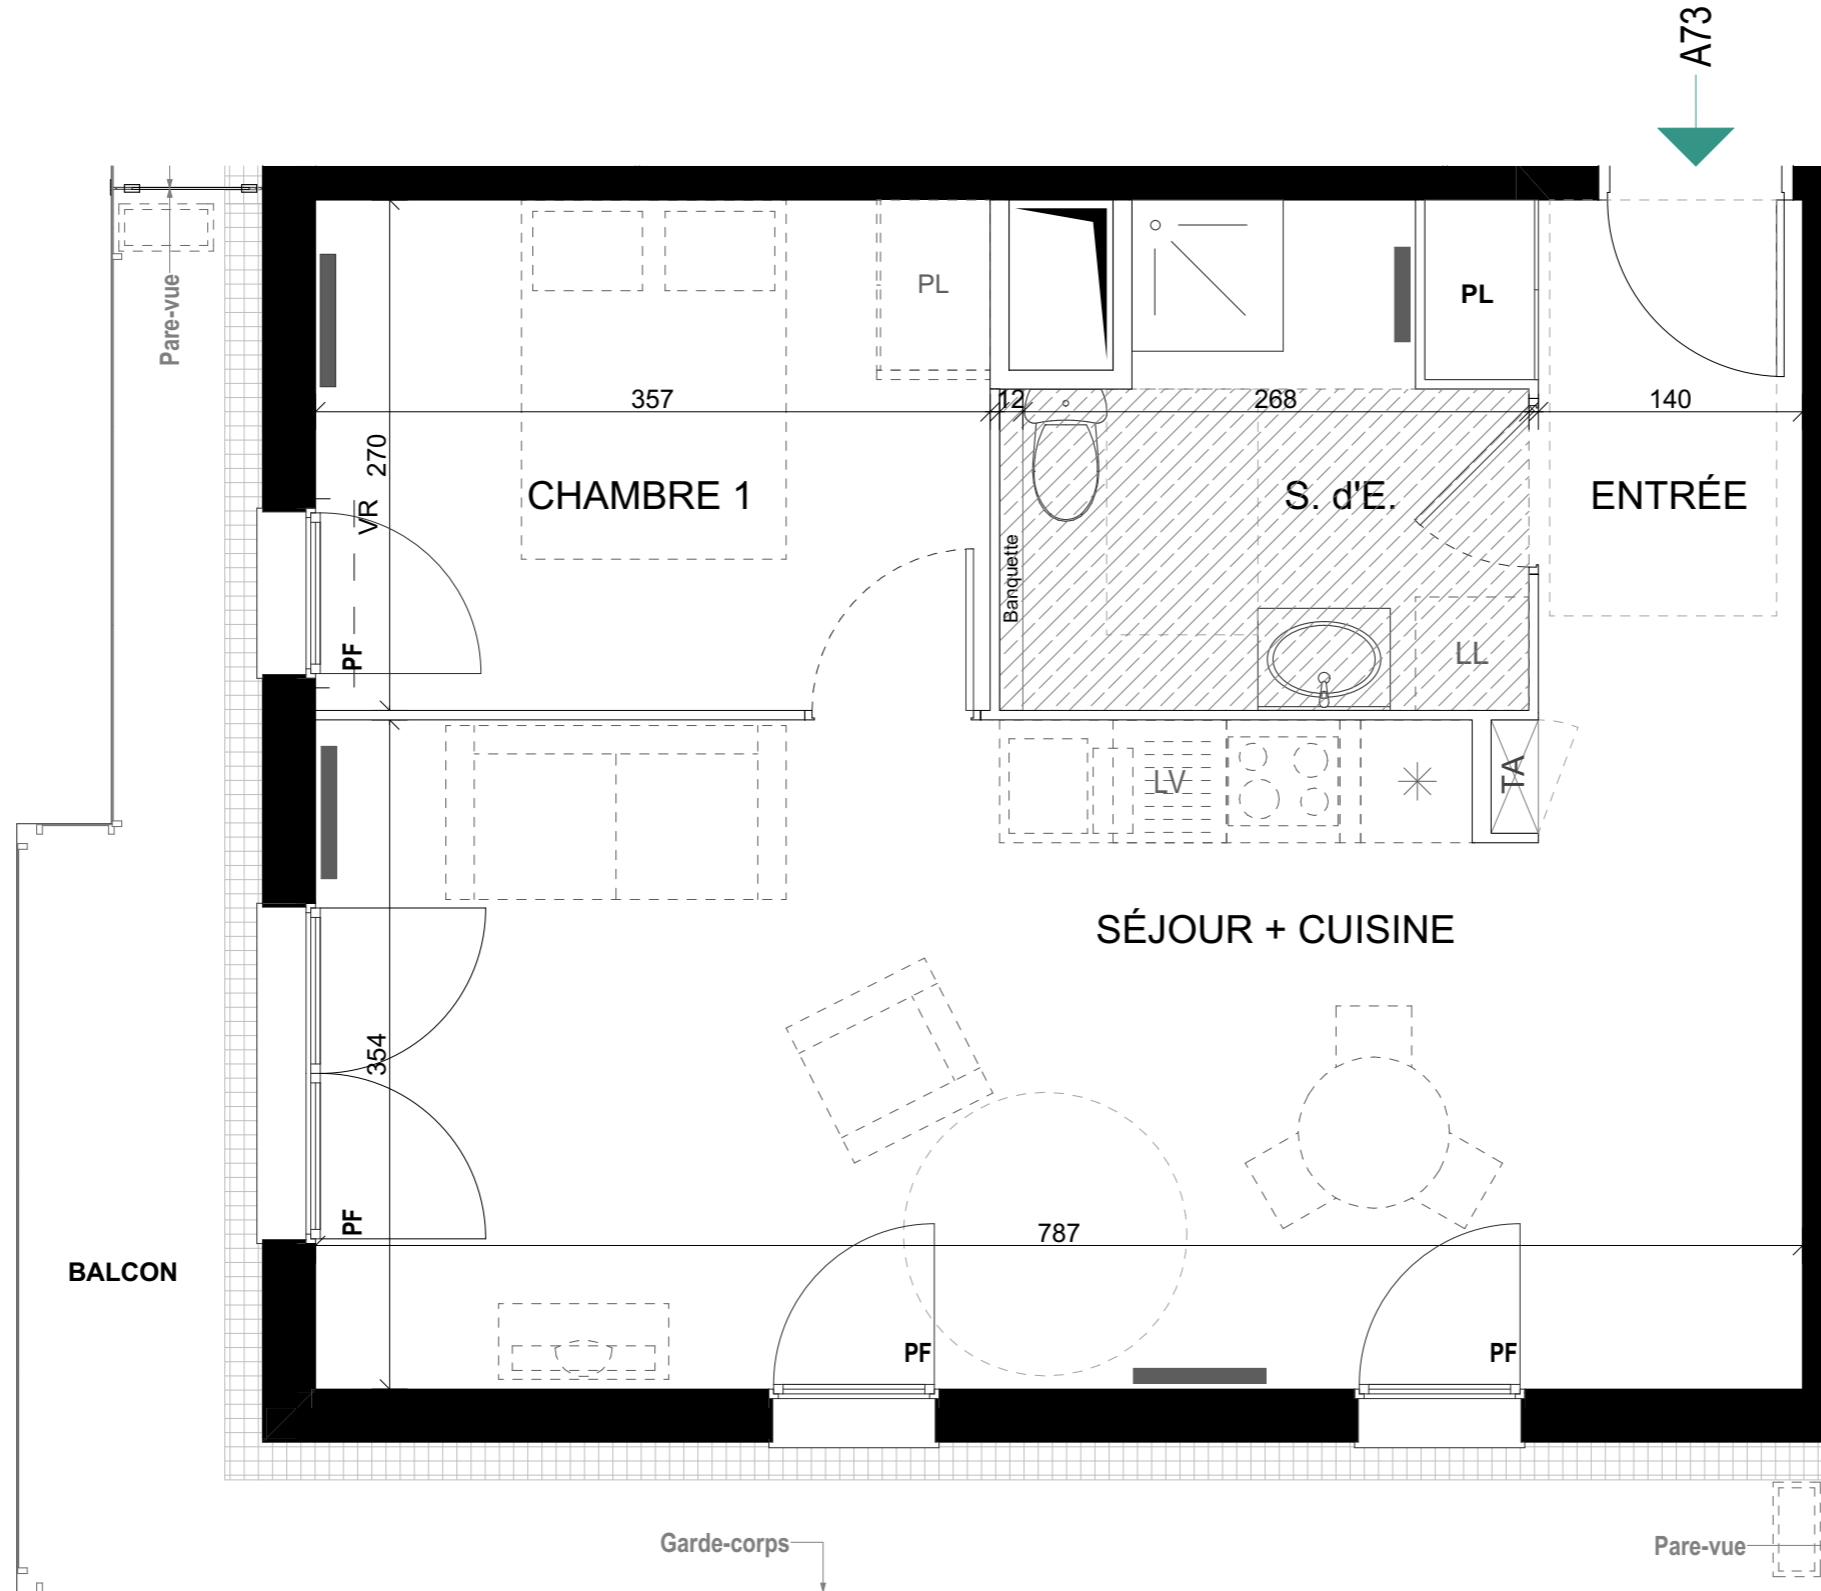 A73
Pare-vue
PL
PL
357
12
268
140
270
VR
CHAMBRE 1
S. d'E.
ENTRÉE
Banquette
PF
LL
LV
TA
SÉJOUR + CUISINE
354
PF
787
BALCON
PF
PF
Garde-corps
Pare-vue